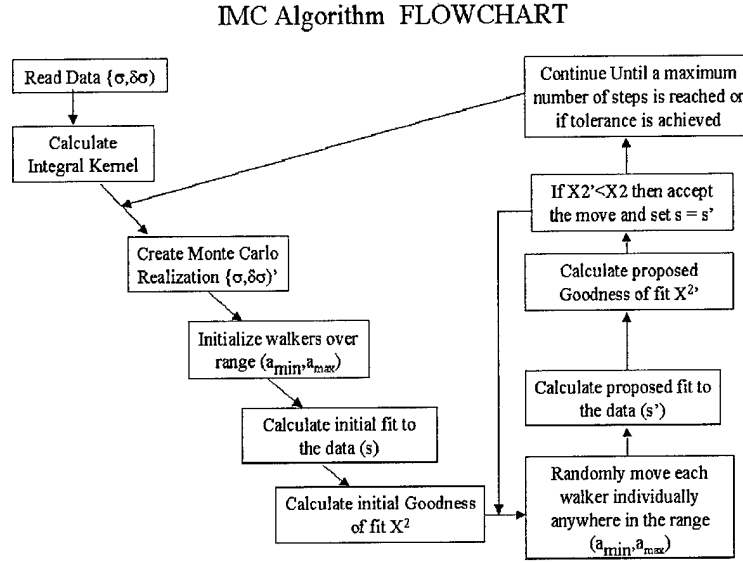 IMC Algorithm FLOWCHART
Read Data {σ,δσ)
Calculate
Integral Kernel
Create Monte Carlo
Realization {σ,δσ)'
Initialize walkers over
range (amin,amax)
Calculate initial fit to
the data (s)
Calculate initial Goodness
of fit X²
Randomly move each
walker individually
anywhere in the range
(amin,amax)
Calculate proposed fit to
the data (s')
Calculate proposed
Goodness of fit X²'
If X2'<X2 then accept
the move and set s = s'
Continue Until a maximum
number of steps is reached or
if tolerance is achieved